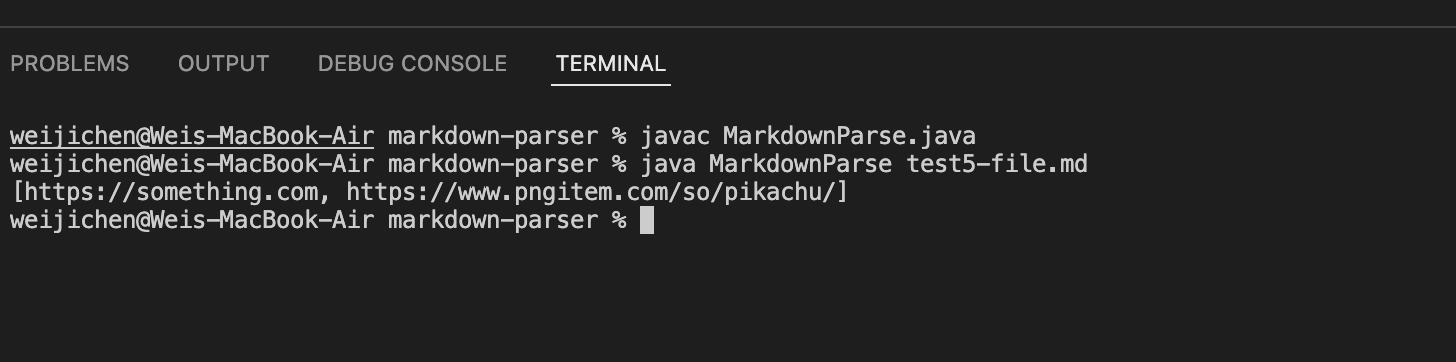 PROBLEMS OUTPUT DEBUG CONSOLE TERMINAL
weijichen@Weis-MacBook-Air markdown-parser % javac MarkdownParse.java
weijichen@Weis-MacBook-Air markdown-parser % java MarkdownParse test5-file.md
[https://something.com, https://www.pngitem.com/so/pikachu/]
weijichen@Weis-MacBook-Air markdown-parser %